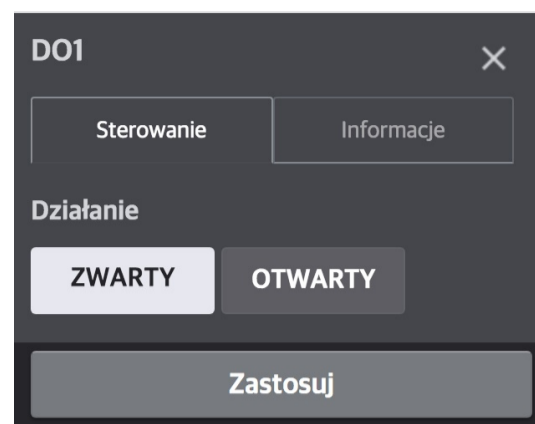 DO1
Sterowanie Informacje
Działanie
ZWARTY OTWARTY
Zastosuj